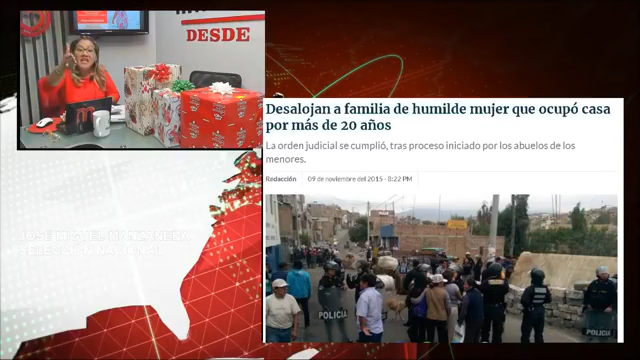 DESDE
Desalojan a familia de humilde mujer que ocupó casa
por más de 20 años
La orden judicial se cumplió, tras proceso iniciado por los abuelos de los
menores.
Redacción 09 de noviembre del 2015 - 8:22 PM
POLICIA